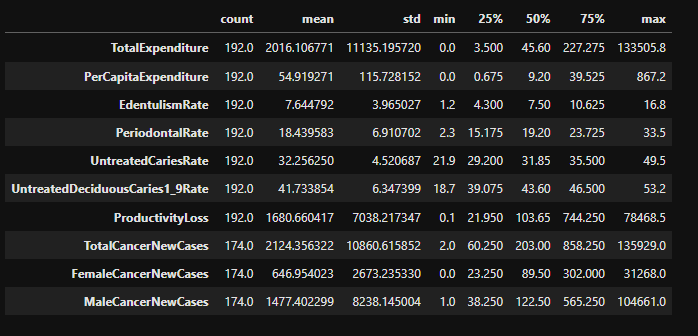 count mean std min 25% 50% 75% max
TotalExpenditure 192.0 2016.106771 11135.195720 0.0 3.500 45.60 227.275 133505.8
PerCapitaExpenditure 192.0 54.919271 115.728152 0.0 0.675 9.20 39.525 867.2
EdentulismRate 192.0 7.644792 3.965027 1.2 4.300 7.50 10.625 16.8
PeriodontalRate 192.0 18.439583 6.910702 2.3 15.175 19.20 23.725 33.5
UntreatedCariesRate 192.0 32.256250 4.520687 21.9 29.200 31.85 35.500 49.5
UntreatedDeciduousCaries1_9Rate 192.0 41.733854 6.347399 18.7 39.075 43.60 46.500 53.2
ProductivityLoss 192.0 1680.660417 7038.217347 0.1 21.950 103.65 744.250 78468.5
TotalCancerNewCases 174.0 2124.356322 10860.615852 2.0 60.250 203.00 858.250 135929.0
FemaleCancerNewCases 174.0 646.954023 2673.235330 0.0 23.250 89.50 302.000 31268.0
MaleCancerNewCases 174.0 1477.402299 8238.145004 1.0 38.250 122.50 565.250 104661.0